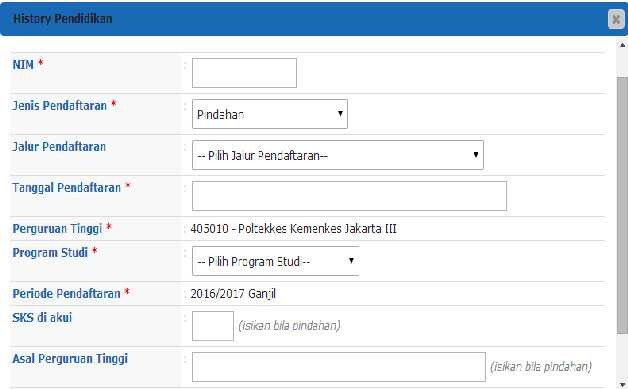 History Pendidikan
NIM *
:
Jenis Pendaftaran *
: Pindahan
Jalur Pendaftaran
: -- Pilih Jalur Pendaftaran--
Tanggal Pendaftaran *
:
Perguruan Tinggi *
: 405010 - Poltekkes Kemenkes Jakarta III
Program Studi *
: -- Pilih Program Studi--
Periode Pendaftaran *
: 2016/2017 Ganjil
SKS di akui
: (isikan bila pindahan)
Asal Perguruan Tinggi
: (isikan bila pindahan)